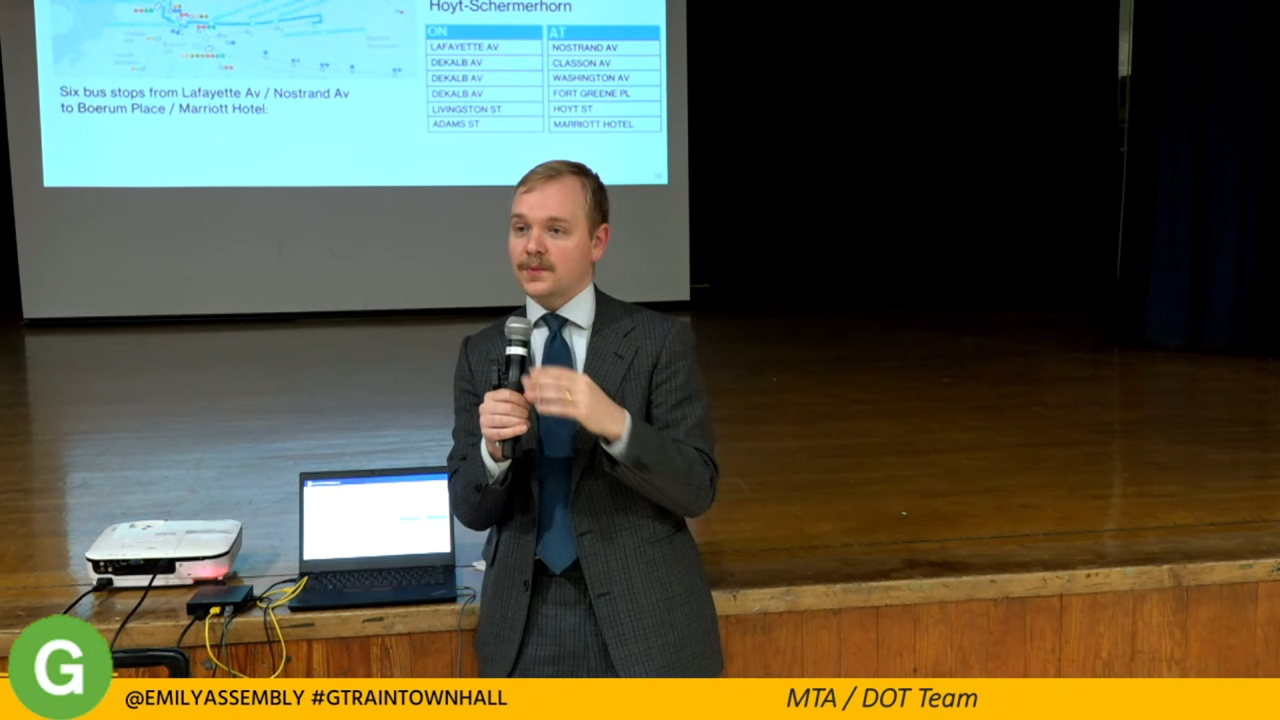 Hoyt-Schermerhorn
ON AT
LAFAYETTE AV NOSTRAND AV
DEKALB AV CLASSON AV
DEKALB AV WASHINGTON AV
DEKALB AV FORT GREENE PL
LIVINGSTON ST HOYT ST
ADAMS ST MARRIOTT HOTEL
Six bus stops from Lafayette Av / Nostrand Av
to Boerum Place / Marriott Hotel:
G
@EMILYASSEMBLY #GTRAINTOWNHALL
MTA / DOT Team